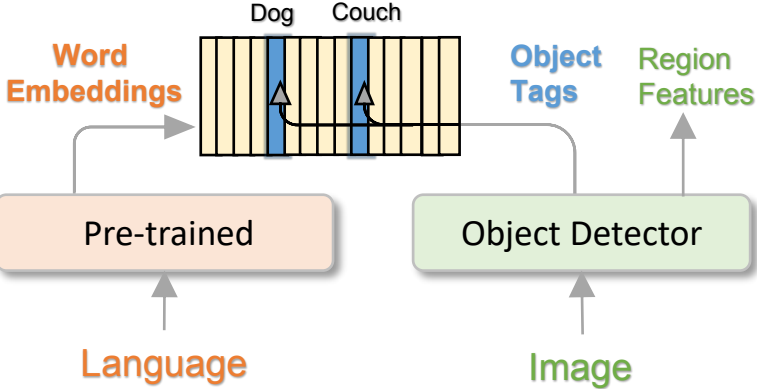 Dog Couch
Word
Embeddings
Object
Tags
Region
Features
Pre-trained
Object Detector
Language
Image